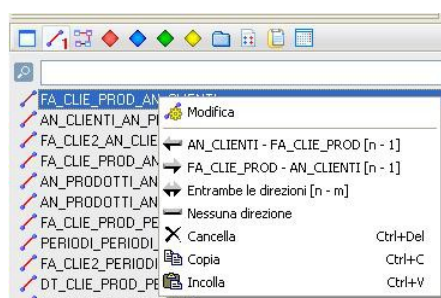 FA_CLIE_PROD_AN_CLIENTI
AN_CLIENTI_AN_P
FA_CLIE2_AN_CLIE
FA_CLIE_PROD_AN
AN_PRODOTTI_AN
AN_PRODOTTI_AN
FA_CLIE_PROD_PE
PERIODI_PERIODI_
FA_CLIE2_PERIODI
DT_CLIE_PROD_PE
Modifica
AN_CLIENTI - FA_CLIE_PROD [n - 1]
FA_CLIE_PROD - AN_CLIENTI [n - 1]
Entrambe le direzioni [n - m]
Nessuna direzione
Cancella Ctrl+Del
Copia Ctrl+C
Incolla Ctrl+V